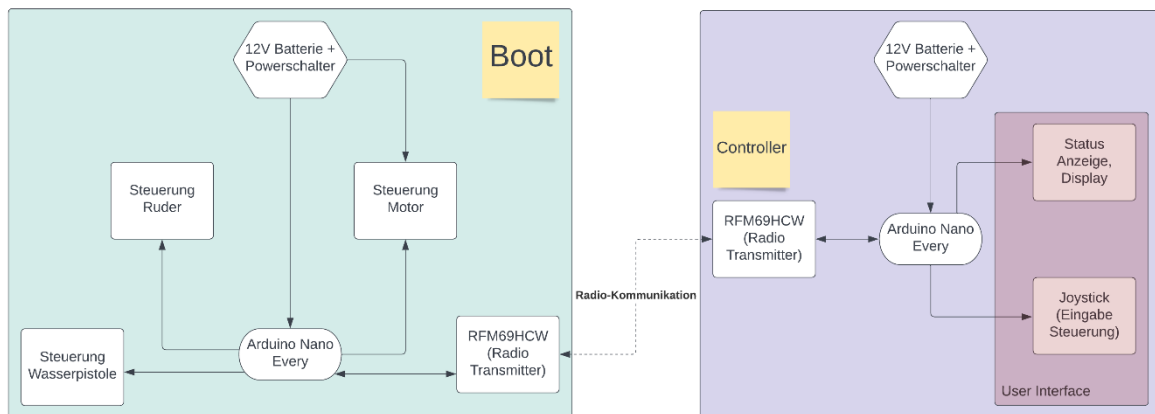 12V Batterie +
Powerschalter
Boot
Steuerung
Ruder
Steuerung
Motor
Steuerung
Wasserpistole
Arduino Nano
Every
RFM69HCW
(Radio
Transmitter)
Radio-Kommunikation
12V Batterie +
Powerschalter
Controller
RFM69HCW
(Radio
Transmitter)
Arduino Nano
Every
Status
Anzeige,
Display
Joystick
(Eingabe
Steuerung)
User Interface